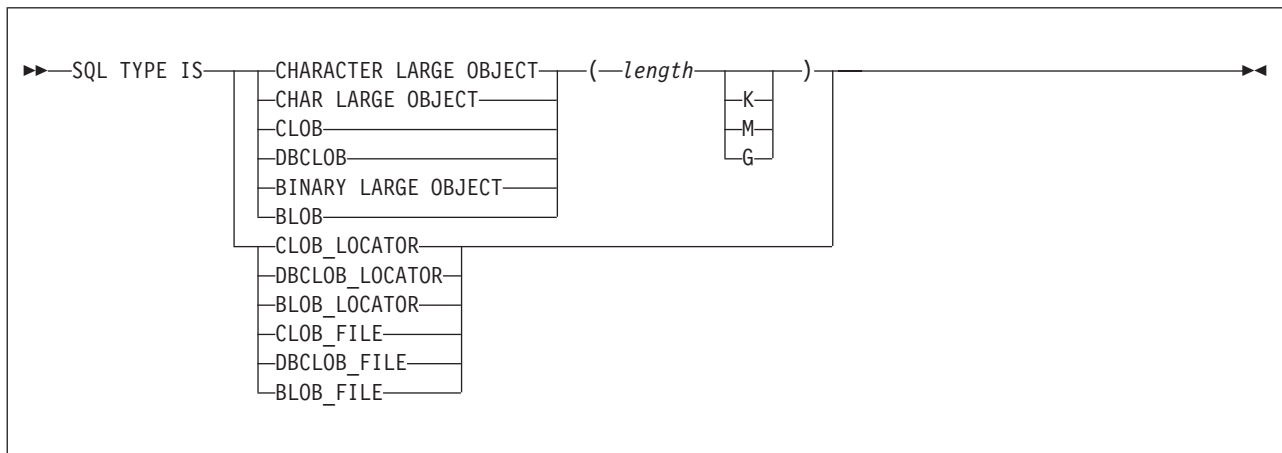 SQL TYPE IS CHARACTER LARGE OBJECT ( length )
CHAR LARGE OBJECT K
CLOB M
DBCLOB G
BINARY LARGE OBJECT
BLOB
CLOB_LOCATOR
DBCLOB_LOCATOR
BLOB_LOCATOR
CLOB_FILE
DBCLOB_FILE
BLOB_FILE